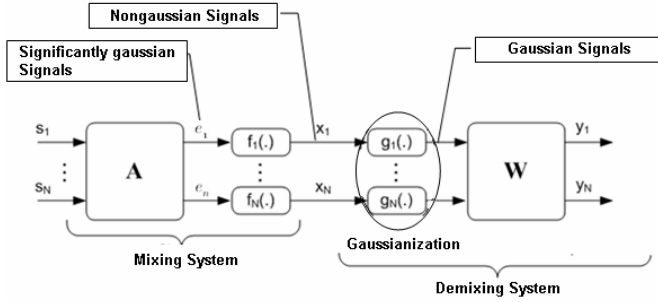 Nongaussian Signals
Significantly gaussian
Signals
Gaussian Signals
s1 e1 f1(.) x1 g1(.) y1
A W
sN en fN(.) xN gN(.) yN
Gaussianization
Mixing System
Demixing System